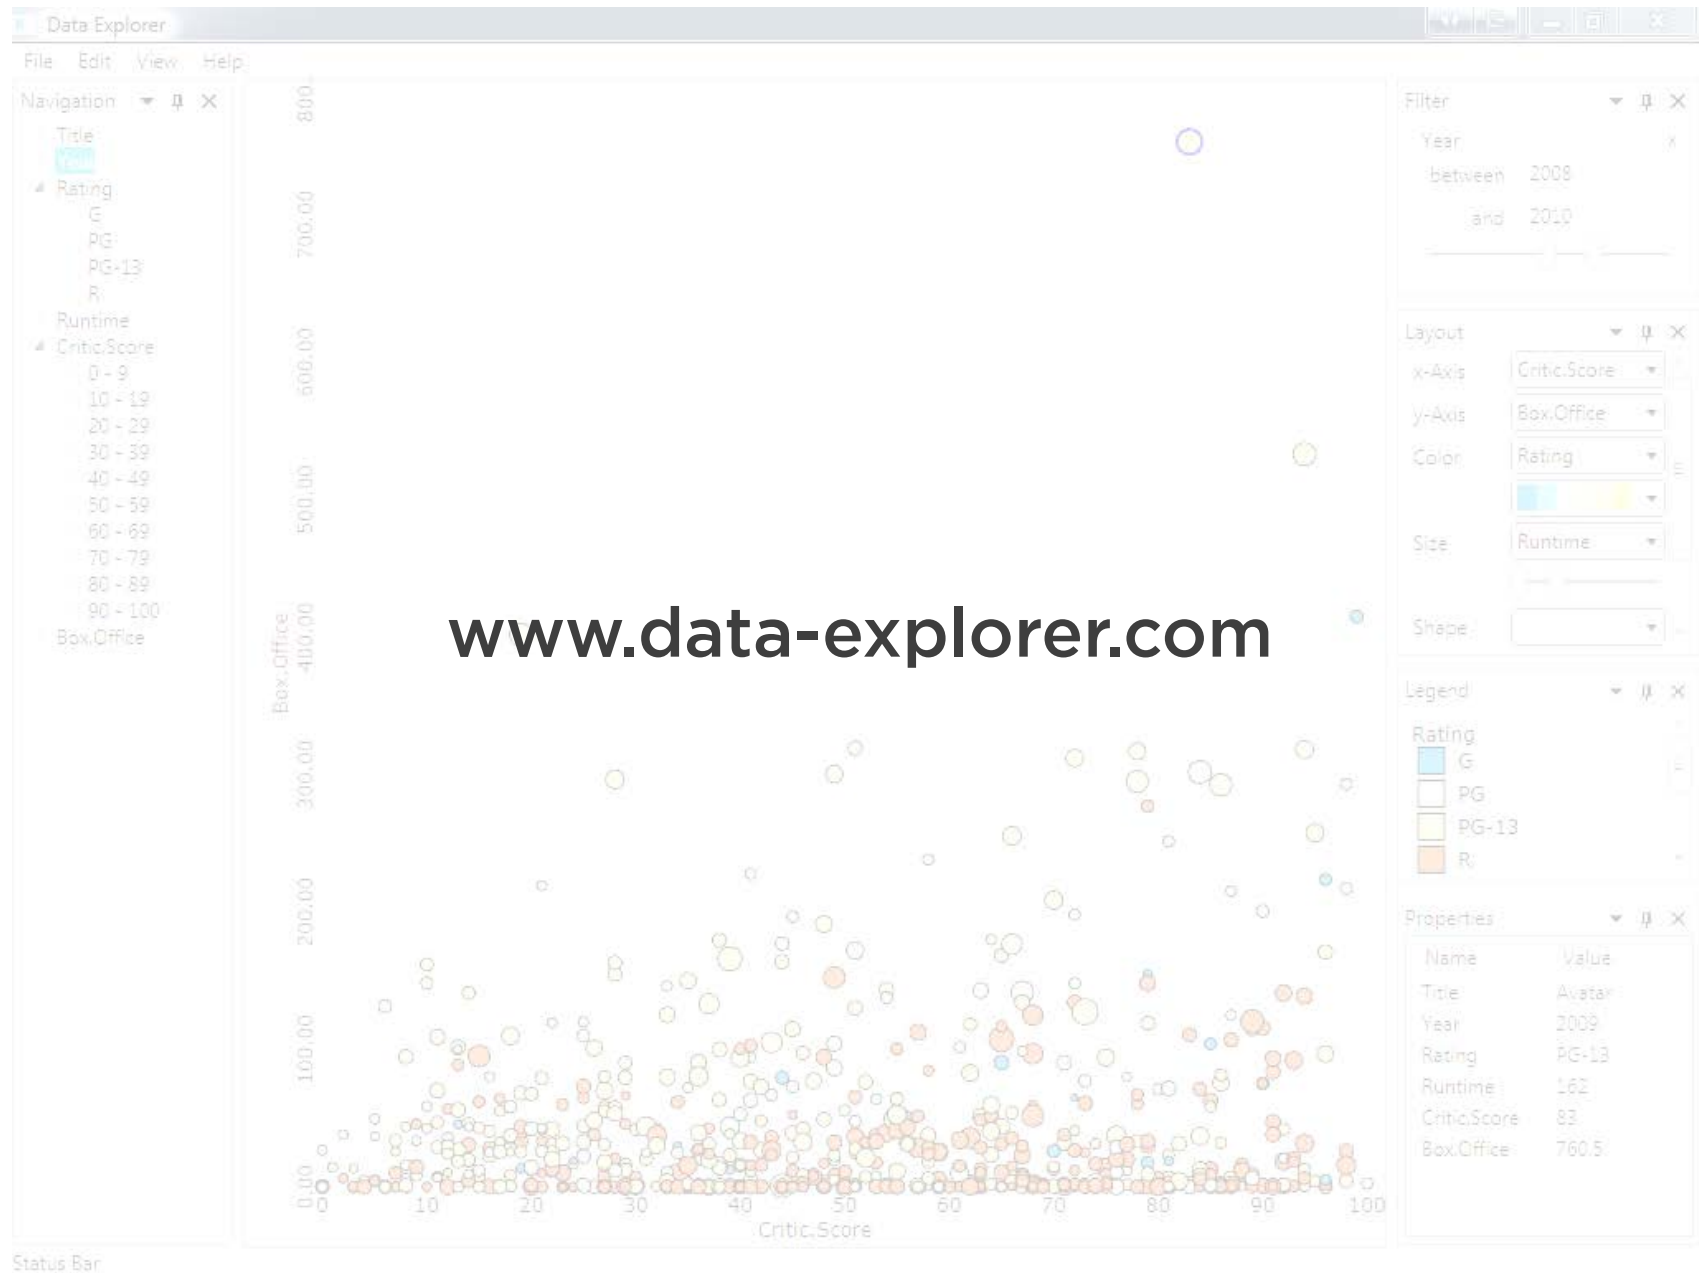 Data Explorer
File Edit View Help
Navigation
Title
Year
Rating
G
PG
PG-13
R
Runtime
Critic.Score
0 - 9
10 - 19
20 - 29
30 - 39
40 - 49
50 - 59
60 - 69
70 - 79
80 - 89
90 - 100
Box.Office
800.
700.00
600.00
500.00
400.00
300.00
200.00
100.00
0.00
Box.Office
0 10 20 30 40 50 60 70 80 90 100
Critic.Score
www.data-explorer.com
Filter
Year x
between 2008
and 2010
Layout
x-Axis Critic.Score
y-Axis Box.Office
Color Rating
Size Runtime
Shape
Legend
Rating
G
PG
PG-13
R
Properties
Name Value
Title Avatar
Year 2009
Rating PG-13
Runtime 162
Critic.Score 83
Box.Office 760.5
Status Bar